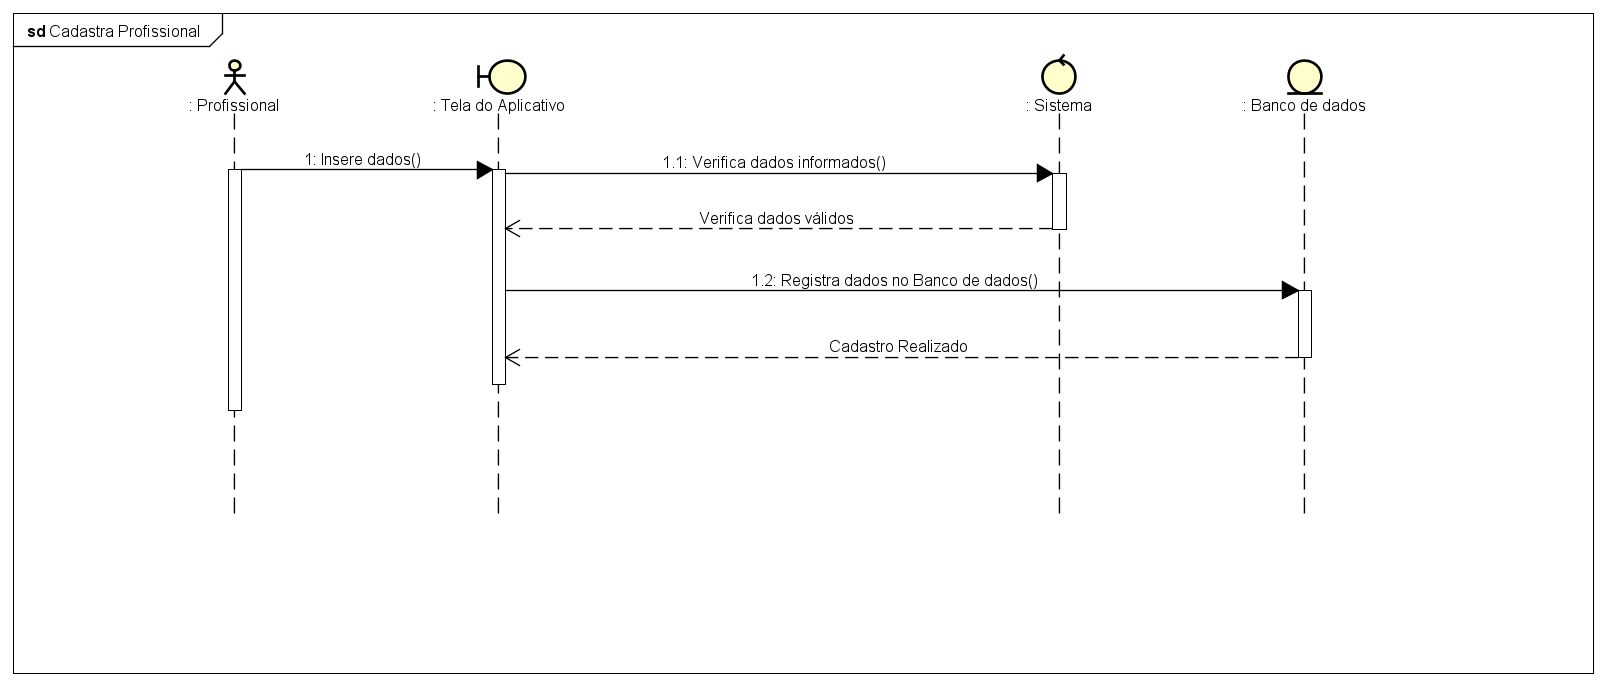 sd Cadastra Profissional
: Profissional
: Tela do Aplicativo
: Sistema
: Banco de dados
1: Insere dados()
1.1: Verifica dados informados()
Verifica dados válidos
1.2: Registra dados no Banco de dados()
Cadastro Realizado